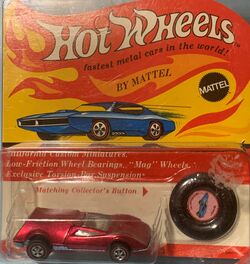 HOT WHEELS
fastest metal cars in the world!
BY MATTEL
MATTEL
California Custom Miniatures.
Low-Friction Wheel Bearings. "Mag" Wheels.
Exclusive Torsion-Bar Suspension
Matching Collector's Button